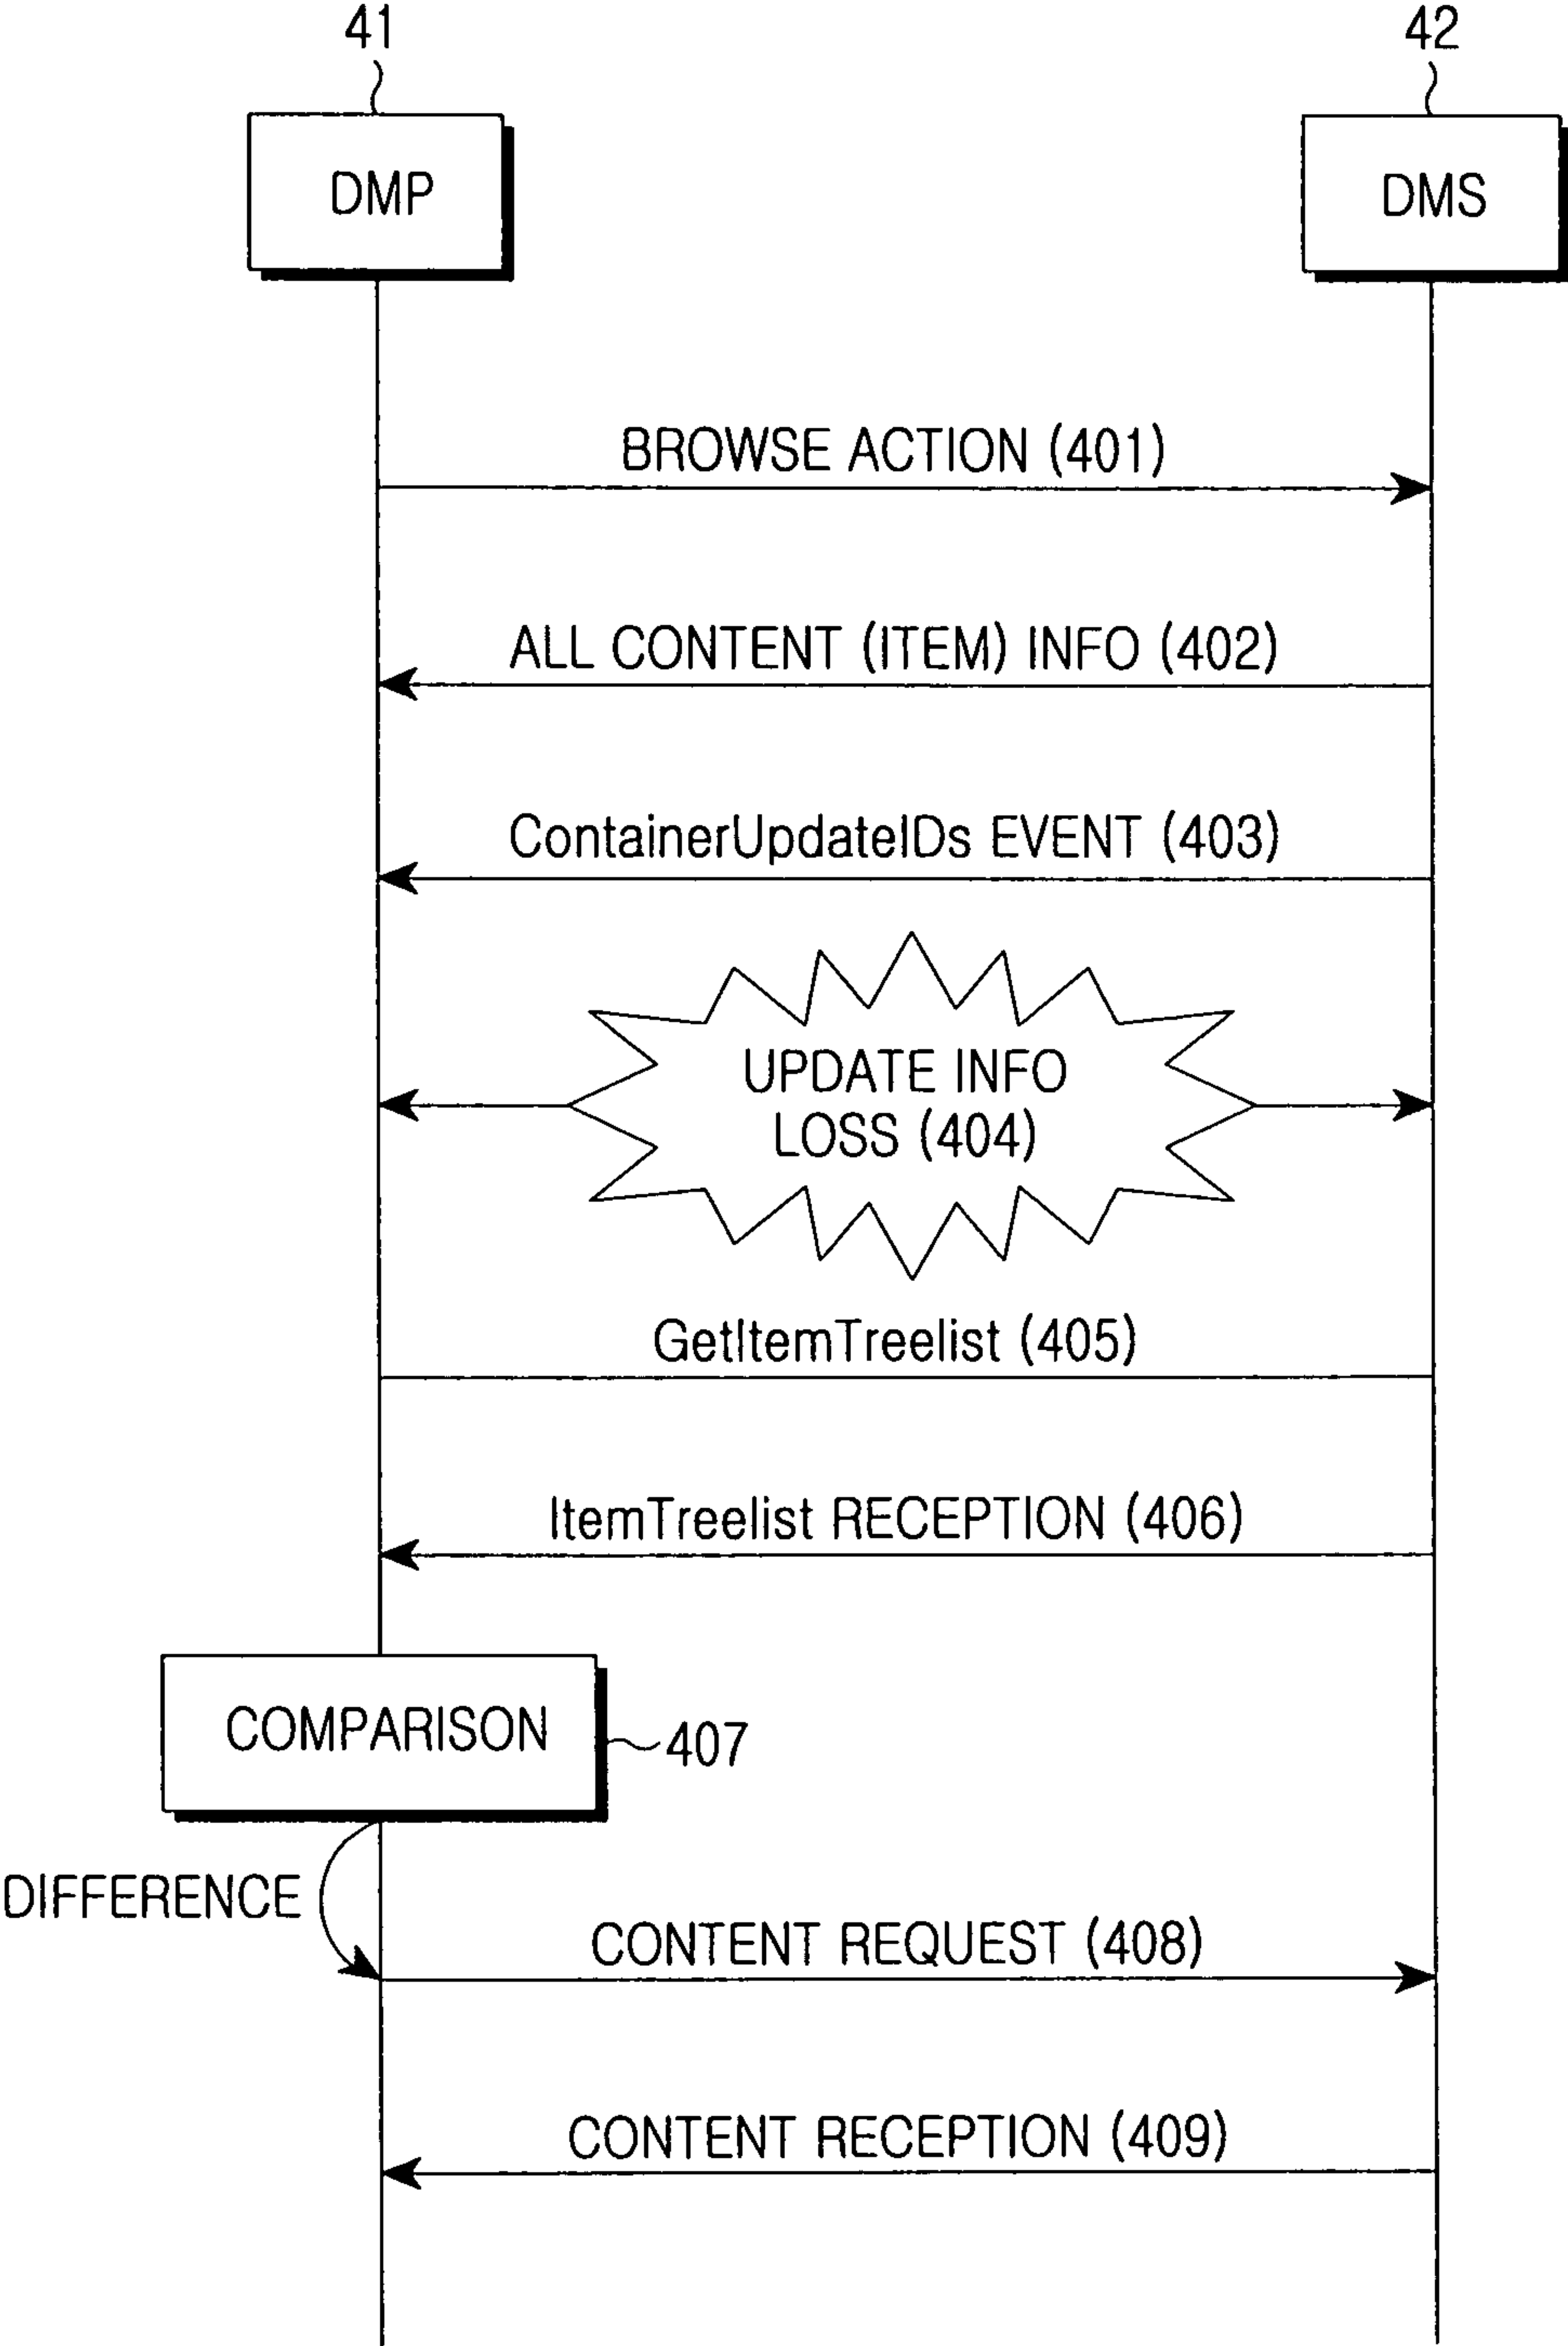 41
42
DMP
DMS
BROWSE ACTION (401)
ALL CONTENT (ITEM) INFO (402)
ContainerUpdateIDs EVENT (403)
UPDATE INFO
LOSS (404)
GetItemTreelist (405)
ItemTreelist RECEPTION (406)
COMPARISON
407
DIFFERENCE
CONTENT REQUEST (408)
CONTENT RECEPTION (409)